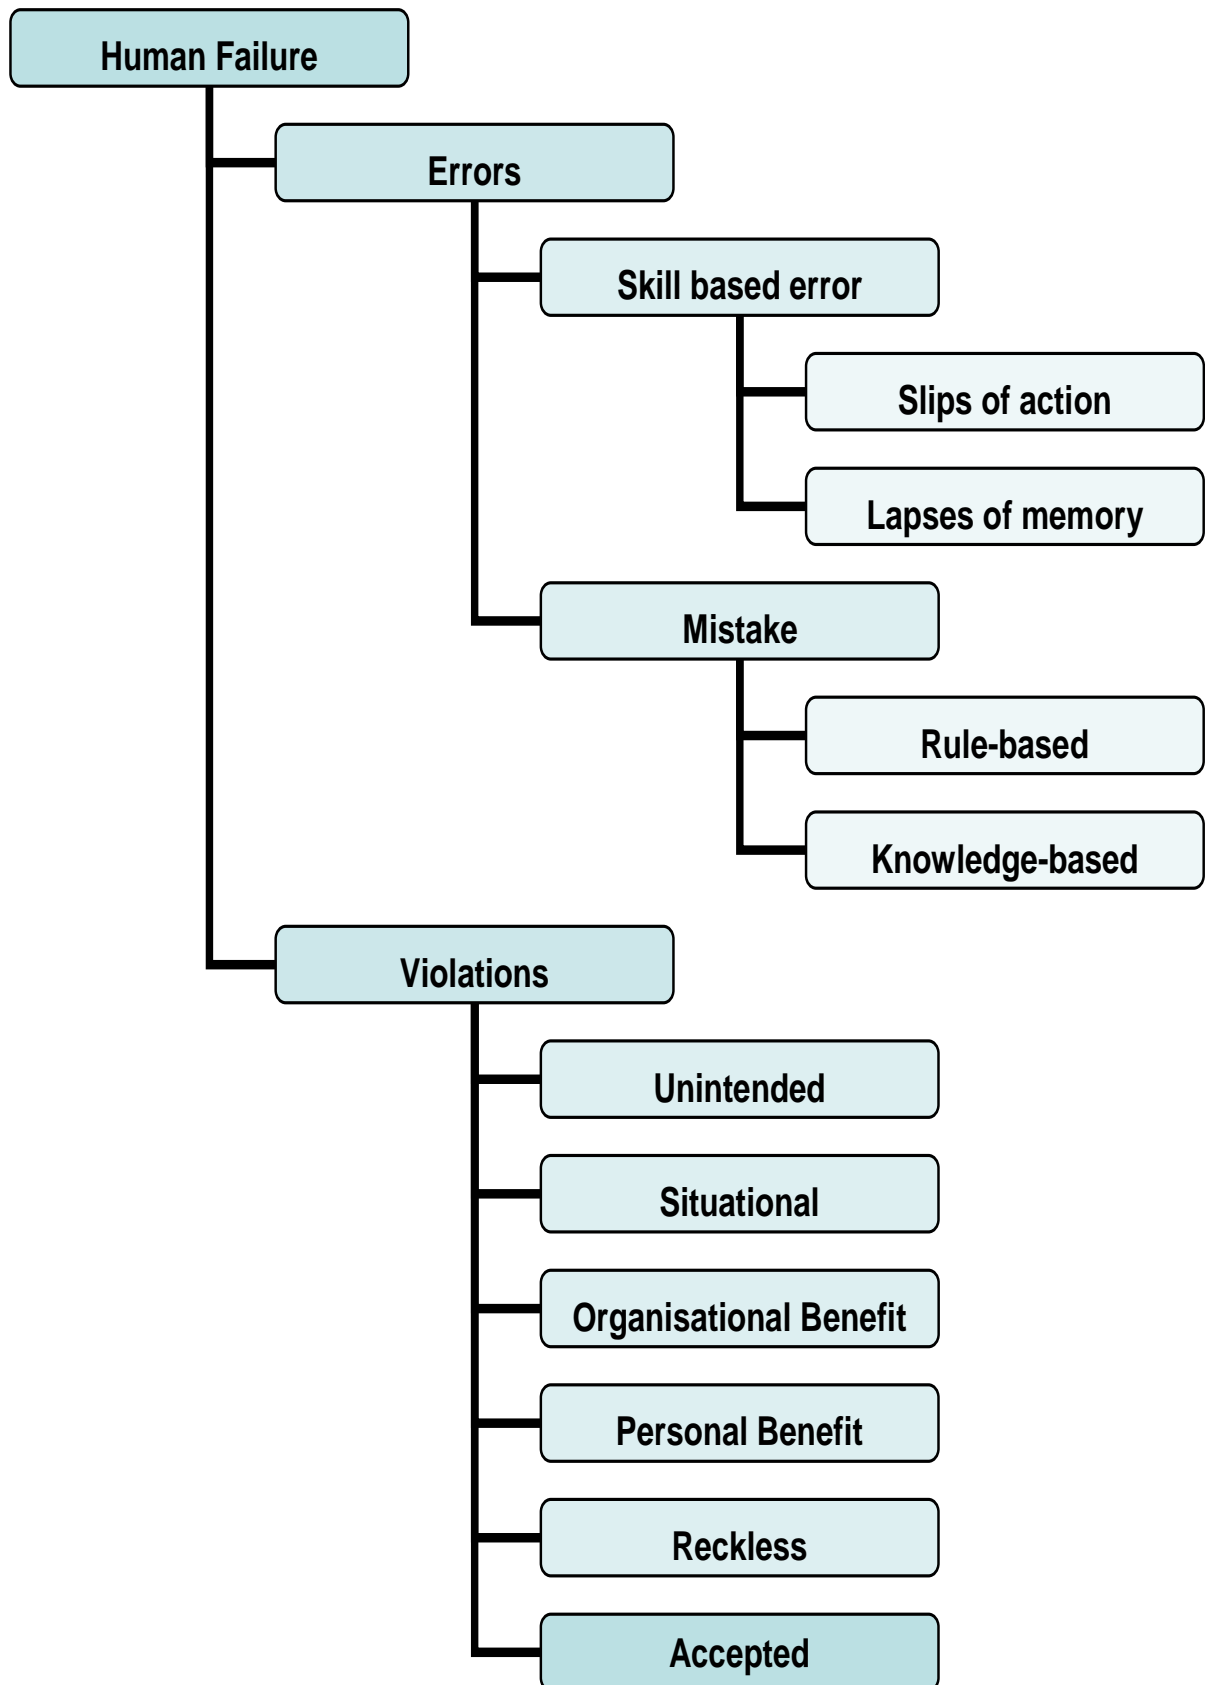 Human Failure
Errors
Skill based error
Slips of action
Lapses of memory
Mistake
Rule-based
Knowledge-based
Violations
Unintended
Situational
Organisational Benefit
Personal Benefit
Reckless
Accepted